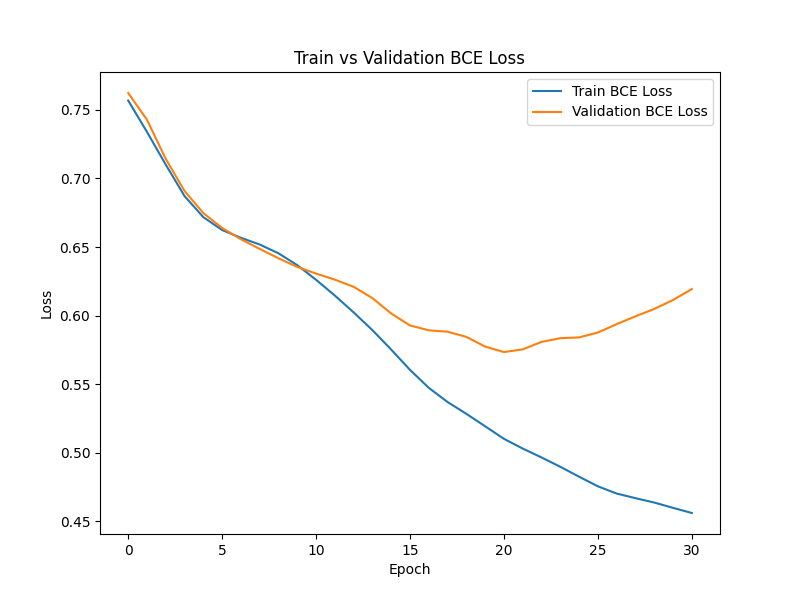 Train vs Validation BCE Loss
Train BCE Loss
Validation BCE Loss
0.75
0.70
0.65
0.60
0.55
0.50
0.45
Loss
0 5 10 15 20 25 30
Epoch